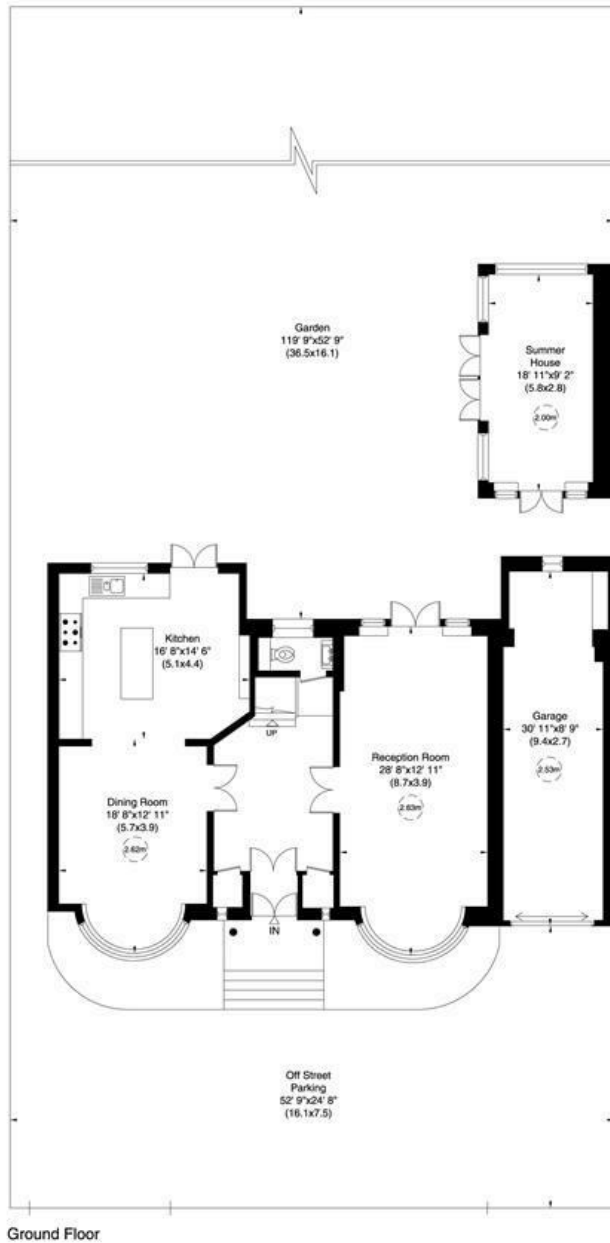 Garden
119' 9"x52' 9"
(36.5x16.1)
Summer
House
18' 11"x9' 2"
(5.8x2.8)
2.00m
Kitchen
16' 8"x14' 6"
(5.1x4.4)
UP
Garage
30' 11"x8' 9"
(9.4x2.7)
2.53m
Reception Room
28' 8"x12' 11"
(8.7x3.9)
2.63m
Dining Room
18' 8"x12' 11"
(5.7x3.9)
2.62m
IN
Off Street
Parking
52' 9"x24' 8"
(16.1x7.5)
Ground Floor